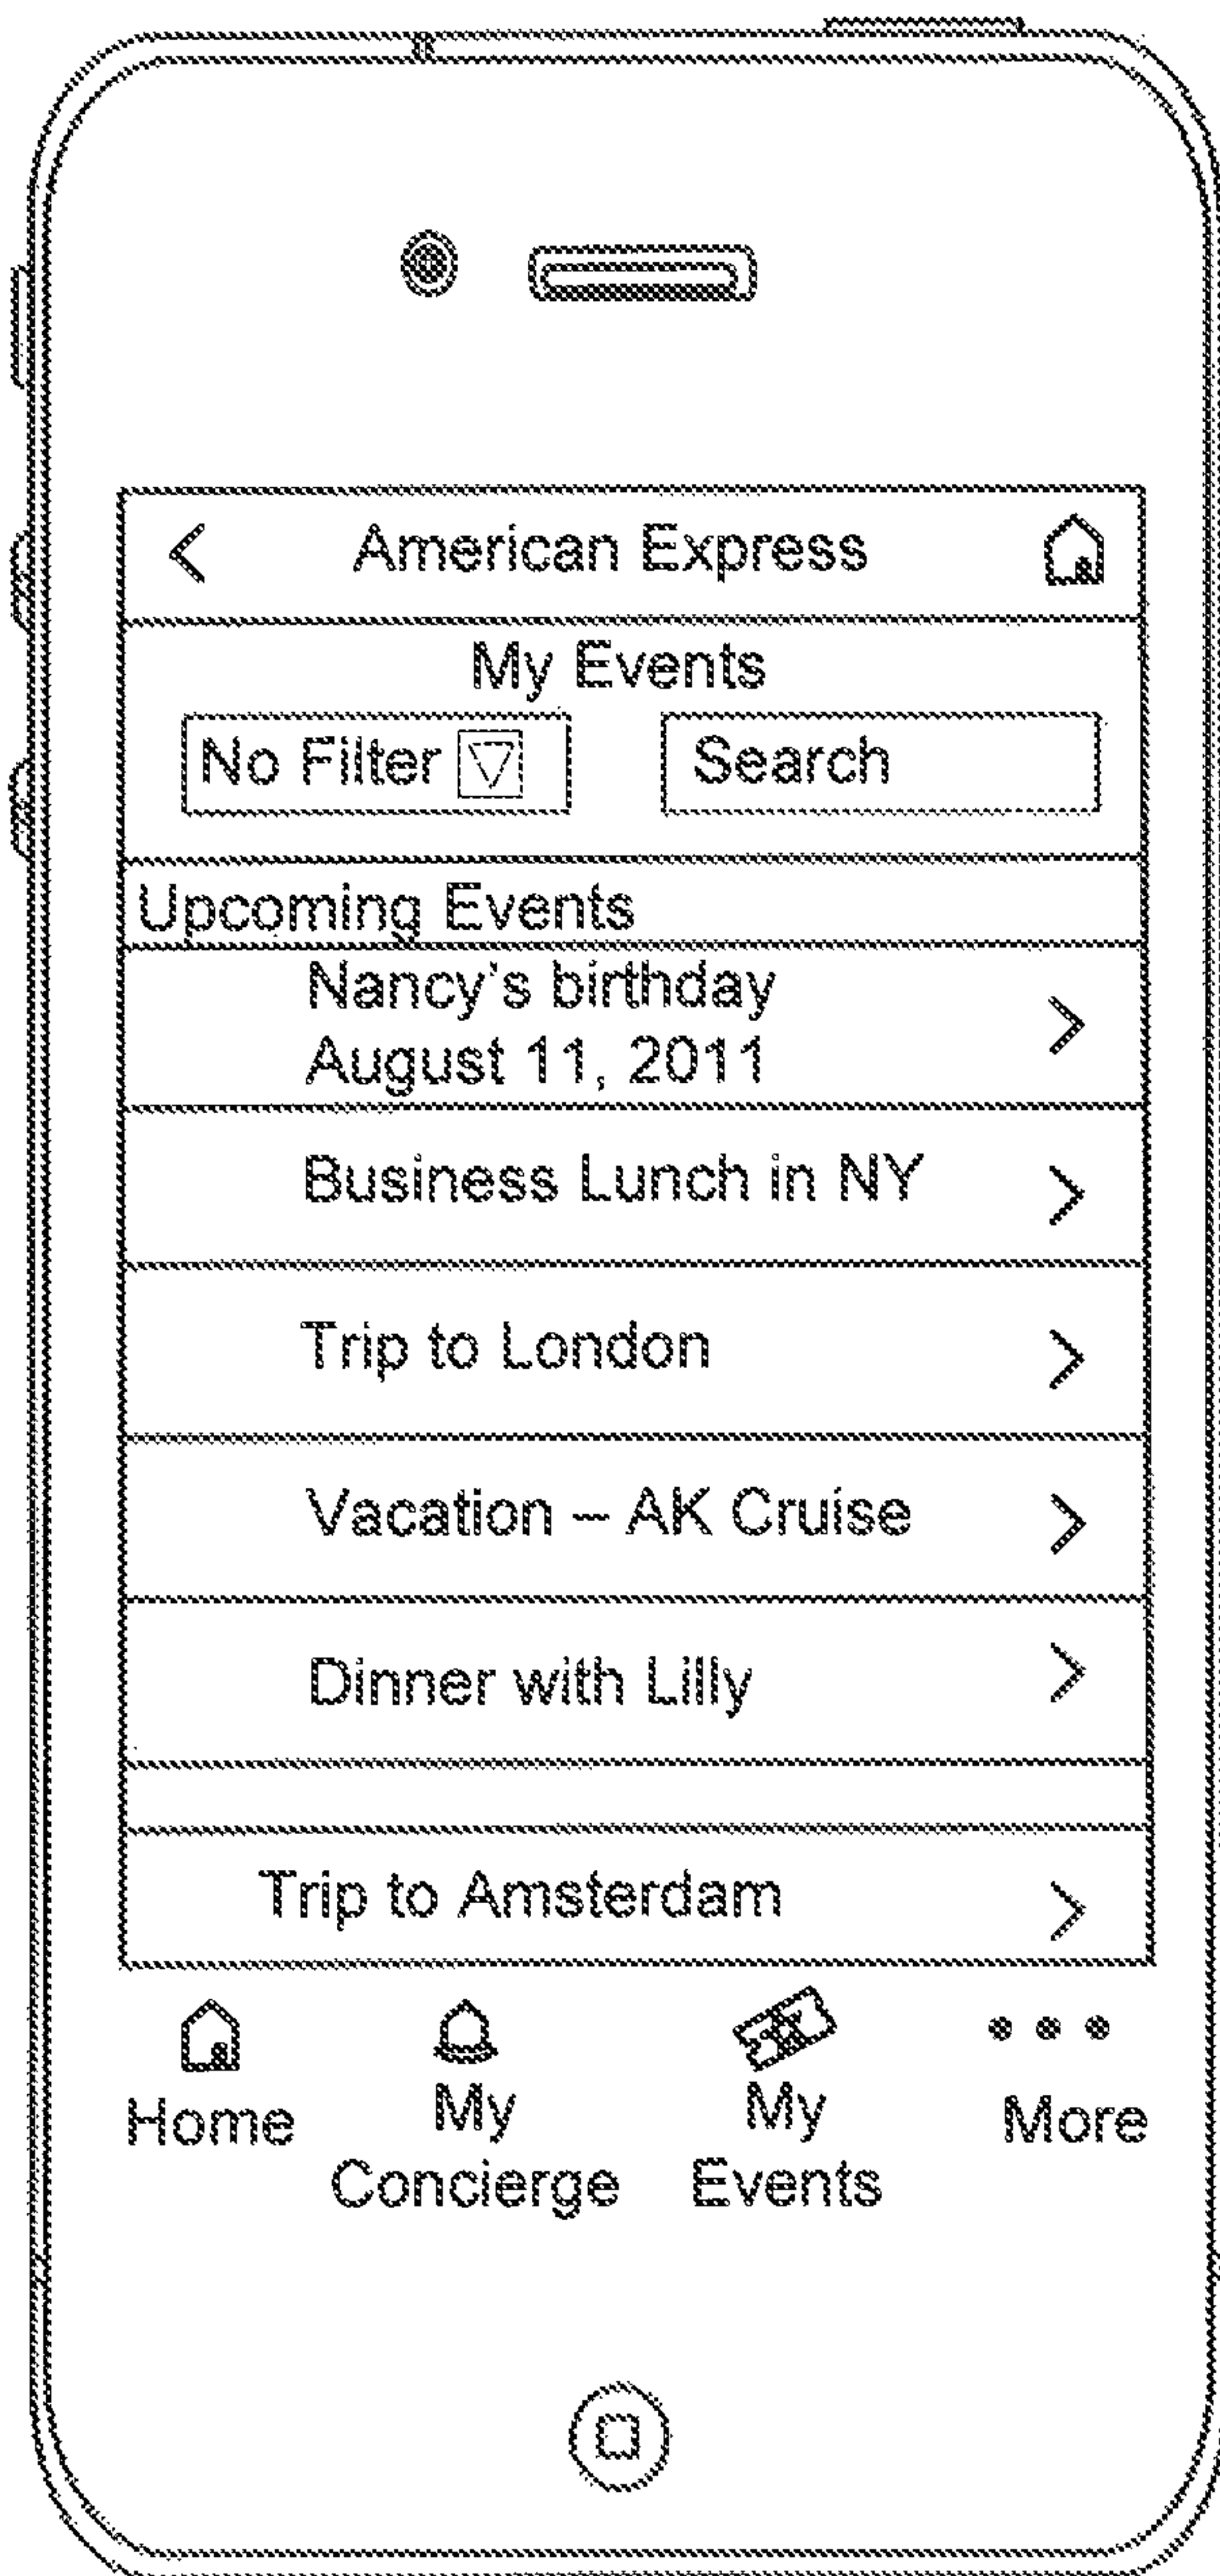 American Express
My Events
No Filter Search
Upcoming Events
Nancy's birthday
August 11, 2011
Business Lunch in NY
Trip to London
Vacation – AK Cruise
Dinner with Lilly
Trip to Amsterdam
Home
My
Concierge
My
Events
More